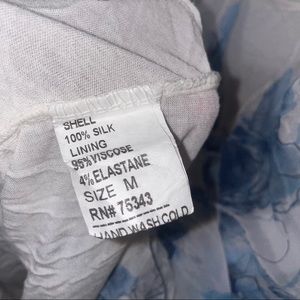 SHELL
100% SILK
LINING
95%VISCOSE
4% ELASTANE
SIZE M
RN# 75343
HAND WASH COLD